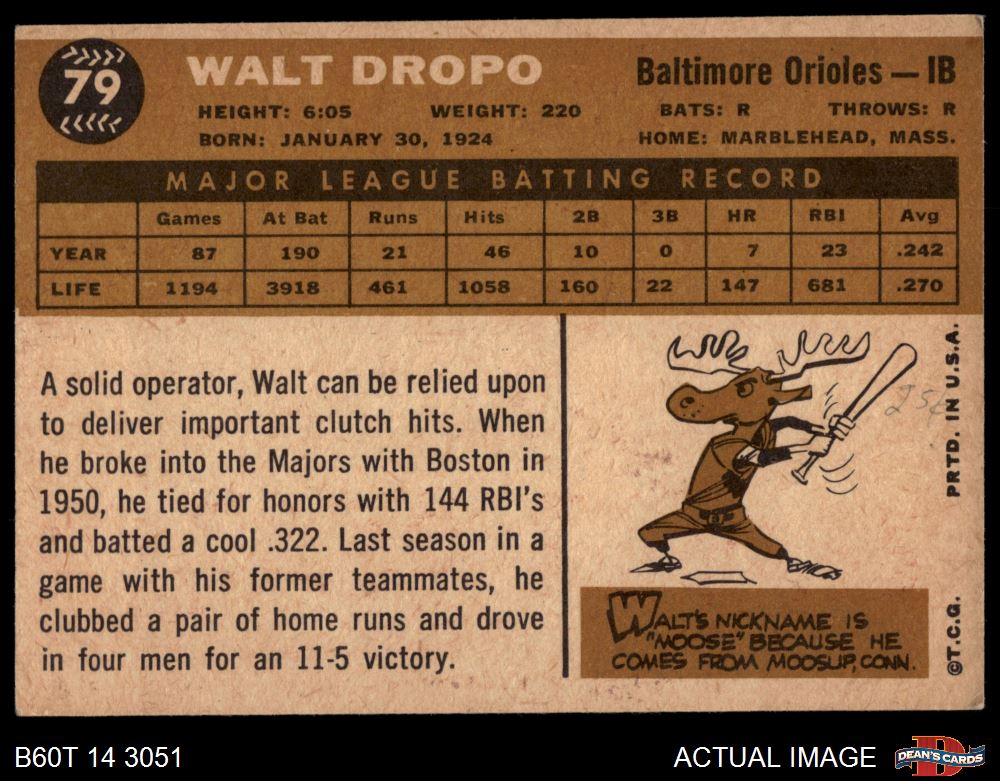 79
WALT DROPO
Baltimore Orioles — 1B
HEIGHT: 6:05 WEIGHT: 220 BATS: R THROWS: R
BORN: JANUARY 30, 1924 HOME: MARBLEHEAD, MASS.
MAJOR LEAGUE BATTING RECORD
Games At Bat Runs Hits 2B 3B HR RBI Avg
YEAR 87 190 21 46 10 0 7 23 .242
LIFE 1194 3918 461 1058 160 22 147 681 .270
A solid operator, Walt can be relied upon
to deliver important clutch hits. When
he broke into the Majors with Boston in
1950, he tied for honors with 144 RBI's
and batted a cool .322. Last season in a
game with his former teammates, he
clubbed a pair of home runs and drove
in four men for an 11-5 victory.
25¢
WALT'S NICKNAME IS
"MOOSE" BECAUSE HE
COMES FROM MOOSUP, CONN.
©T.C.G. PRTD. IN U.S.A.
B60T 14 3051
ACTUAL IMAGE
D
DEAN'S CARDS